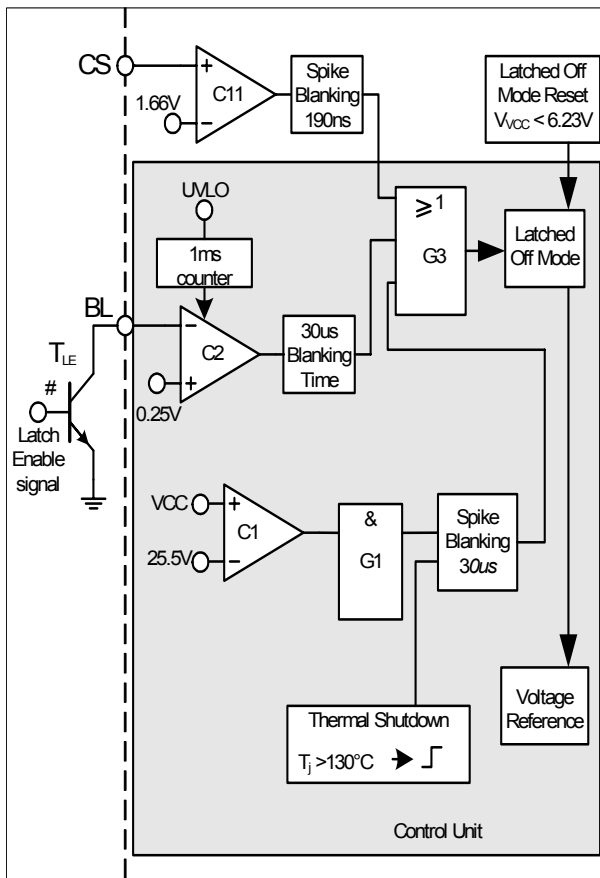 CS
+
C11
−
1.66V
Spike
Blanking
190ns
Latched Off
Mode Reset
VVCC < 6.23V
UVLO
1ms
counter
≥1
G3
Latched
Off Mode
BL
−
C2
+
0.25V
30us
Blanking
Time
TLE
#
Latch
Enable
signal
VCC
+
C1
25.5V
−
&
G1
Spike
Blanking
30us
Thermal Shutdown
Tj >130°C
Voltage
Reference
Control Unit